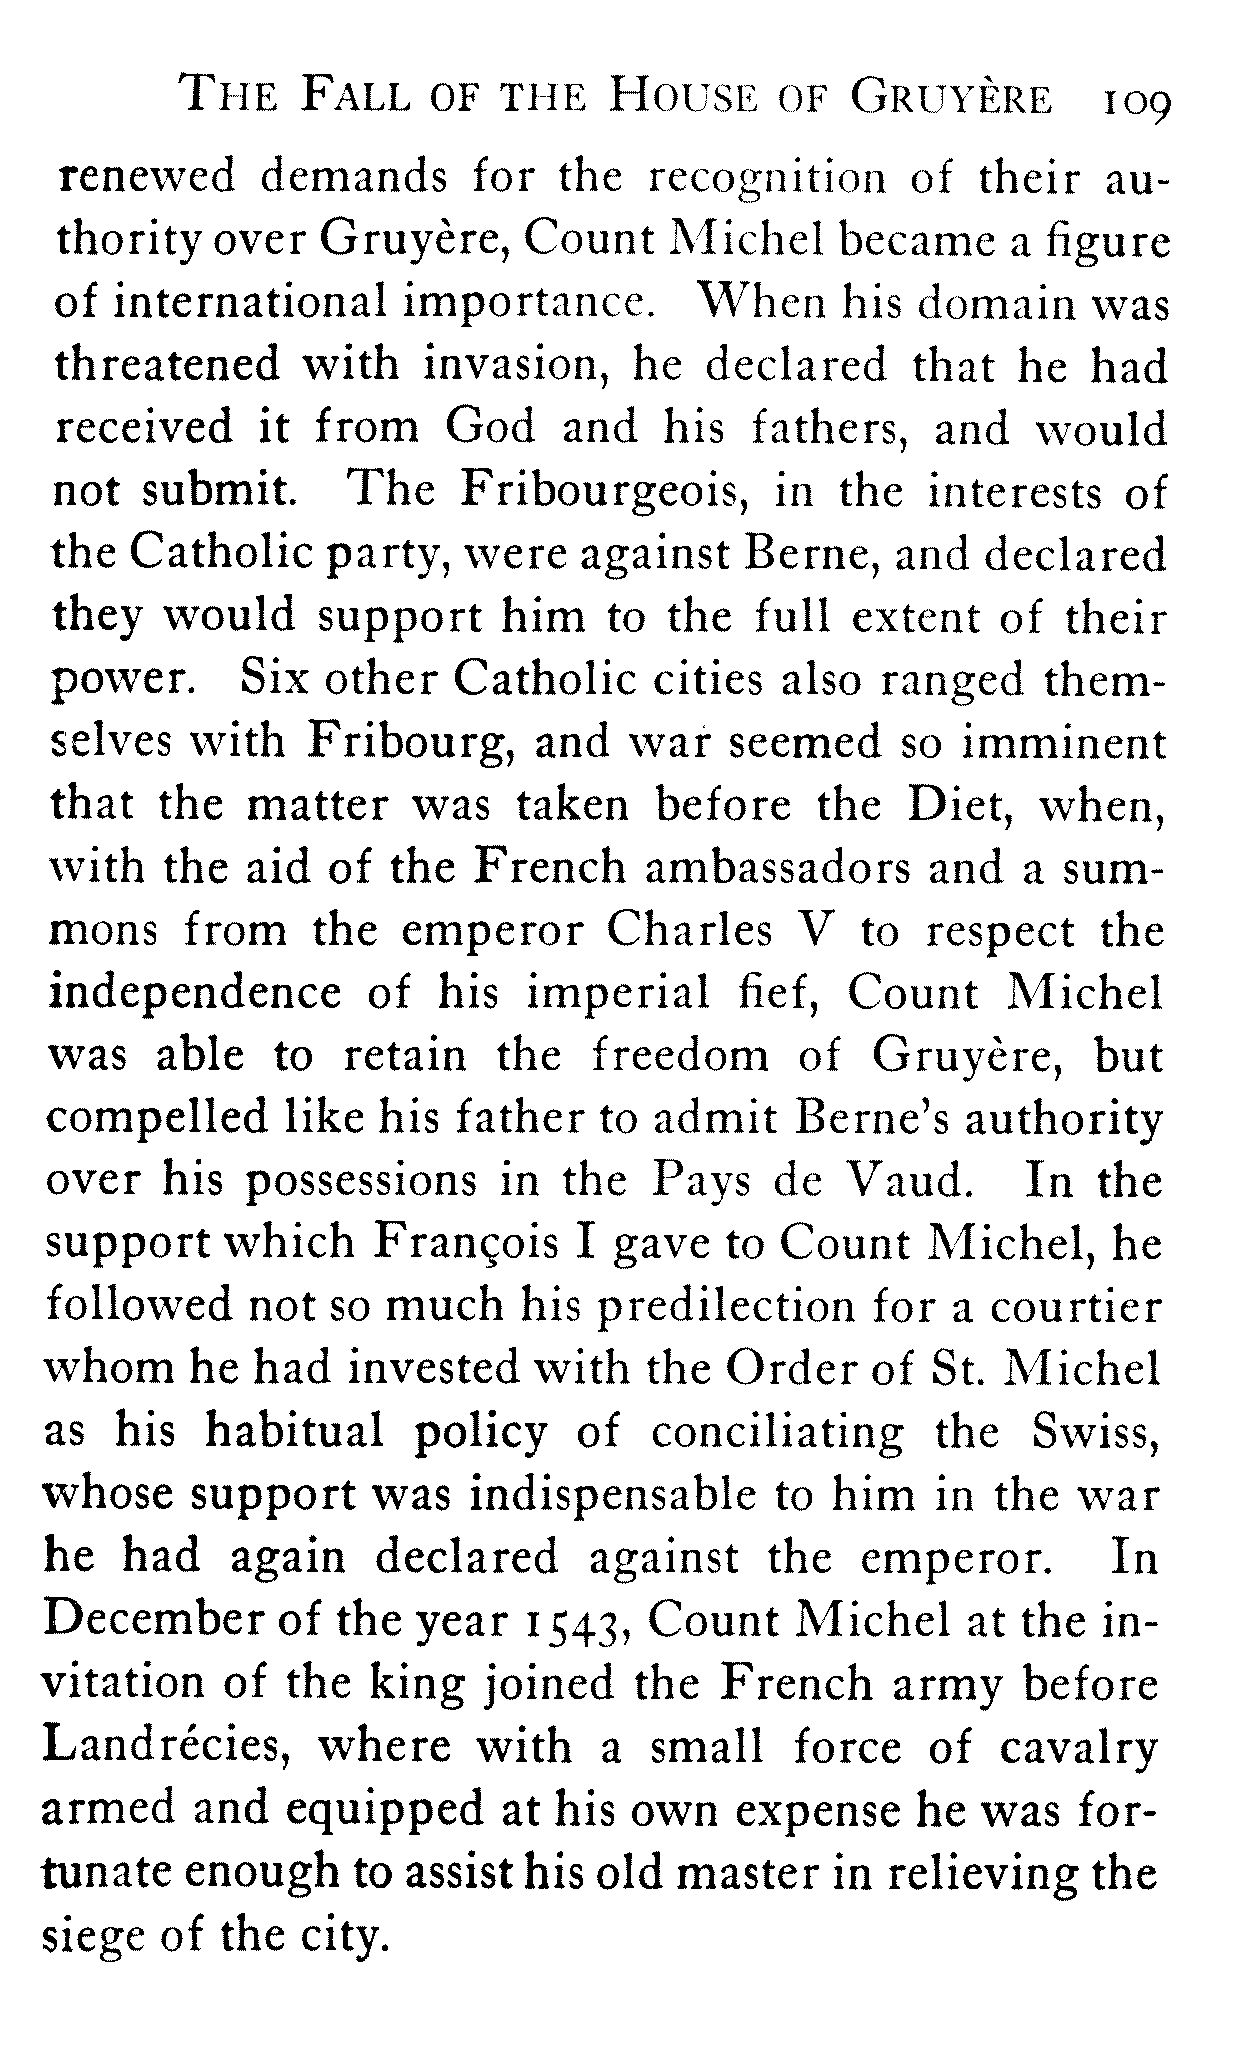 THE FALL OF THE HOUSE OF GRUYÈRE 109
renewed demands for the recognition of their au-
thority over Gruyère, Count Michel became a figure
of international importance. When his domain was
threatened with invasion, he declared that he had
received it from God and his fathers, and would
not submit. The Fribourgeois, in the interests of
the Catholic party, were against Berne, and declared
they would support him to the full extent of their
power. Six other Catholic cities also ranged them-
selves with Fribourg, and war seemed so imminent
that the matter was taken before the Diet, when,
with the aid of the French ambassadors and a sum-
mons from the emperor Charles V to respect the
independence of his imperial fief, Count Michel
was able to retain the freedom of Gruyère, but
compelled like his father to admit Berne's authority
over his possessions in the Pays de Vaud. In the
support which François I gave to Count Michel, he
followed not so much his predilection for a courtier
whom he had invested with the Order of St. Michel
as his habitual policy of conciliating the Swiss,
whose support was indispensable to him in the war
he had again declared against the emperor. In
December of the year 1543, Count Michel at the in-
vitation of the king joined the French army before
Landrécies, where with a small force of cavalry
armed and equipped at his own expense he was for-
tunate enough to assist his old master in relieving the
siege of the city.